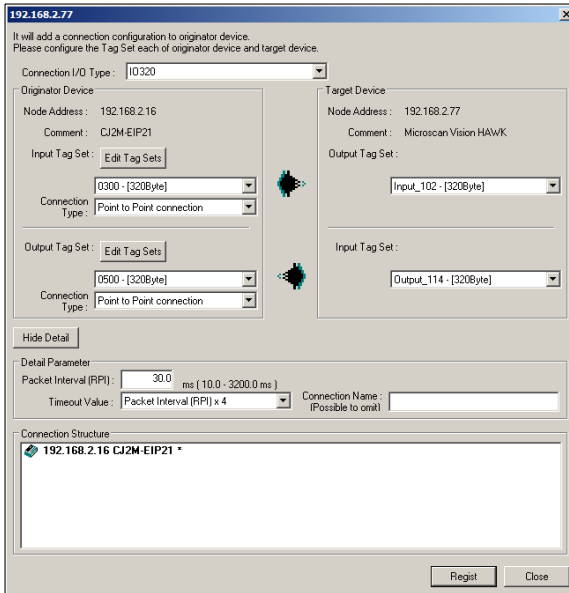 192.168.2.77
It will add a connection configuration to originator device.
Please configure the Tag Set each of originator device and target device.
Connection I/O Type : IO320
Originator Device
Node Address : 192.168.2.16
Comment : CJ2M-EIP21
Input Tag Set : Edit Tag Sets
0300 - [320Byte]
Connection Type : Point to Point connection
Output Tag Set : Edit Tag Sets
0500 - [320Byte]
Connection Type : Point to Point connection
Target Device
Node Address : 192.168.2.77
Comment : Microscan Vision HAWK
Output Tag Set :
Input_102 - [320Byte]
Input Tag Set :
Output_114 - [320Byte]
Hide Detail
Detail Parameter
Packet Interval (RPI) : 30.0 ms ( 10.0 - 3200.0 ms )
Timeout Value : Packet Interval (RPI) x 4
Connection Name :
(Possible to omit)
Connection Structure
192.168.2.16 CJ2M-EIP21 *
Regist Close